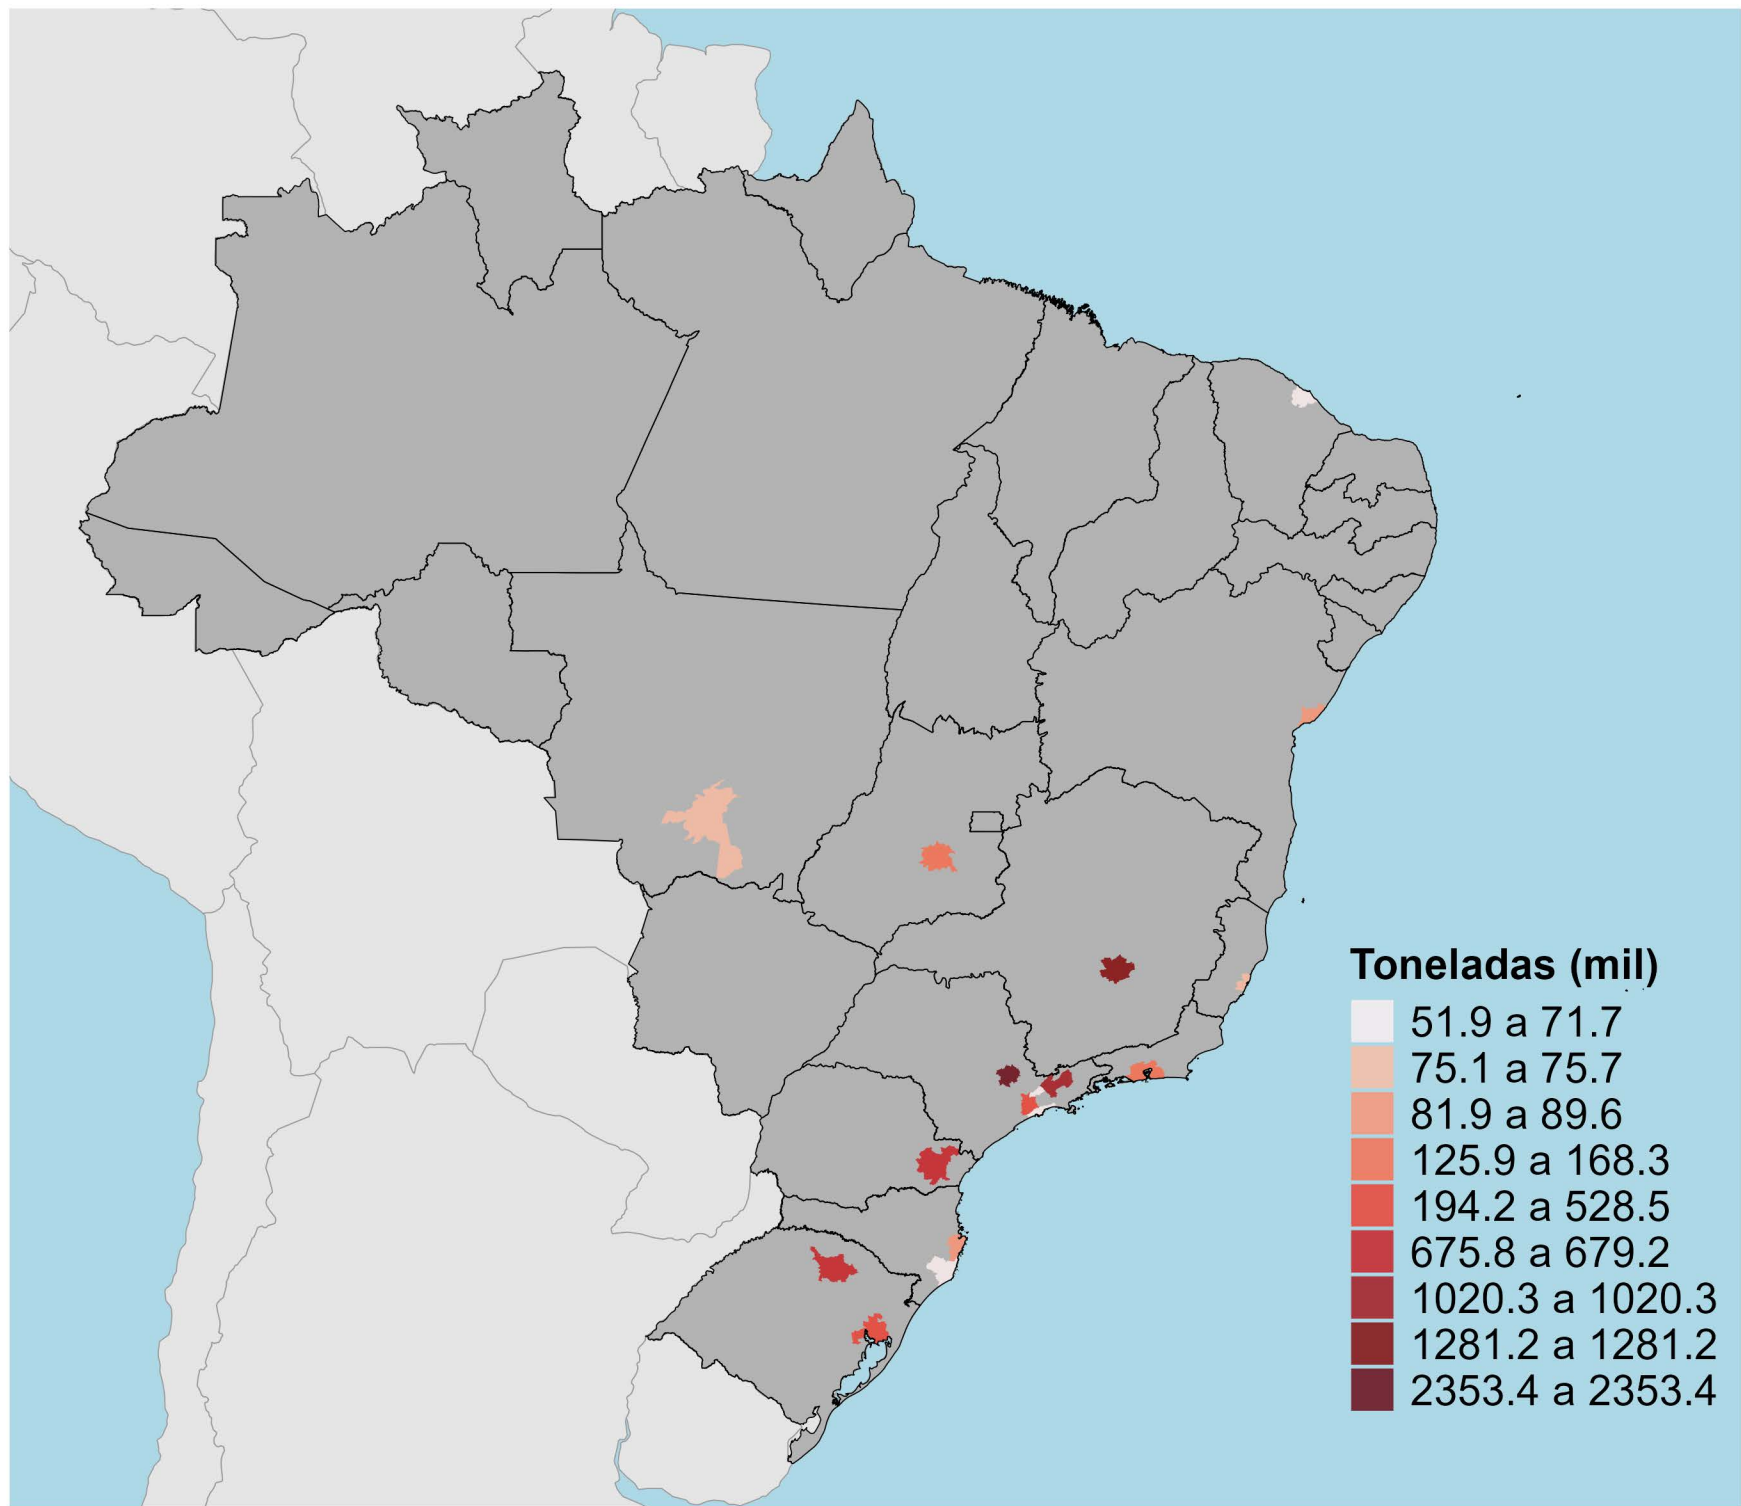 Toneladas (mil)
51.9 a 71.7
75.1 a 75.7
81.9 a 89.6
125.9 a 168.3
194.2 a 528.5
675.8 a 679.2
1020.3 a 1020.3
1281.2 a 1281.2
2353.4 a 2353.4